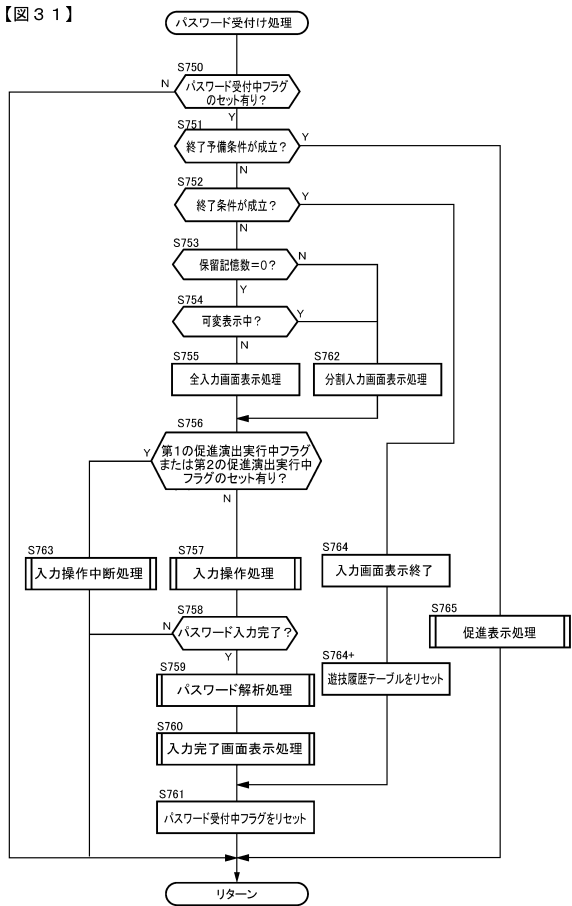 【図３１】
パスワード受付け処理
S750
パスワード受付中フラグ
のセット有り？
N
Y
S751
終了予備条件が成立？
Y
N
S752
終了条件が成立？
Y
N
S753
保留記憶数＝０？
N
Y
S754
可変表示中？
Y
N
S755
全入力画面表示処理
S762
分割入力画面表示処理
S756
第１の促進演出実行中フラグ
または第２の促進演出実行中
フラグのセット有り？
Y
N
S763
入力操作中断処理
S757
入力操作処理
S764
入力画面表示終了
S758
パスワード入力完了？
N
Y
S765
促進表示処理
S764+
遊技履歴テーブルをリセット
S759
パスワード解析処理
S760
入力完了画面表示処理
S761
パスワード受付中フラグをリセット
リターン